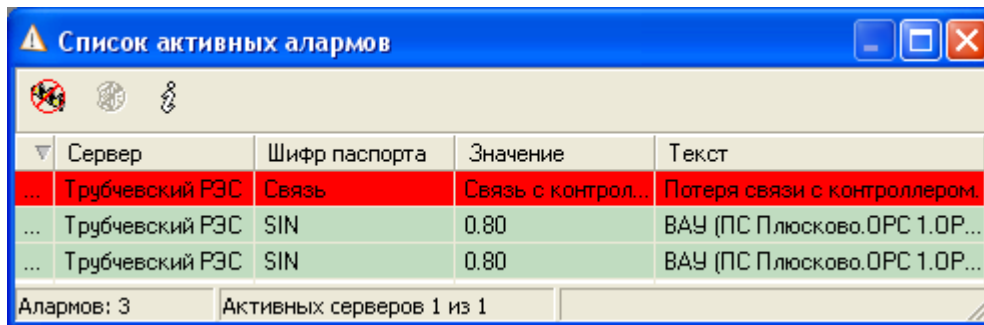 Список активных алармов
Сервер Шифр паспорта Значение Текст
... Трубчевский РЭС Связь Связь с контрол... Потеря связи с контроллером.
... Трубчевский РЭС SIN 0.80 ВАУ (ПС Плюсково.OPC 1.OP...
... Трубчевский РЭС SIN 0.80 ВАУ (ПС Плюсково.OPC 1.OP...
Алармов: 3 Активных серверов 1 из 1